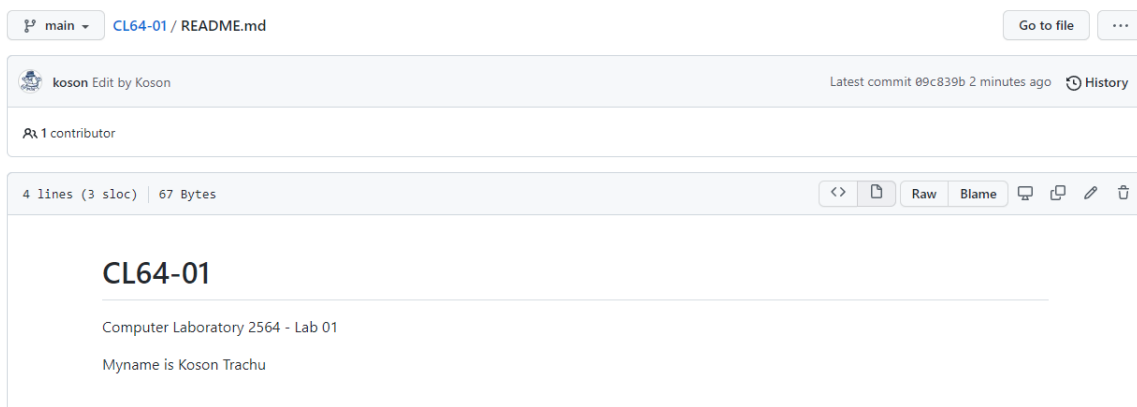 main CL64-01 / README.md Go to file ...
koson Edit by Koson Latest commit 09c839b 2 minutes ago History
1 contributor
4 lines (3 sloc) 67 Bytes <> Raw Blame
CL64-01
Computer Laboratory 2564 - Lab 01
Myname is Koson Trachu